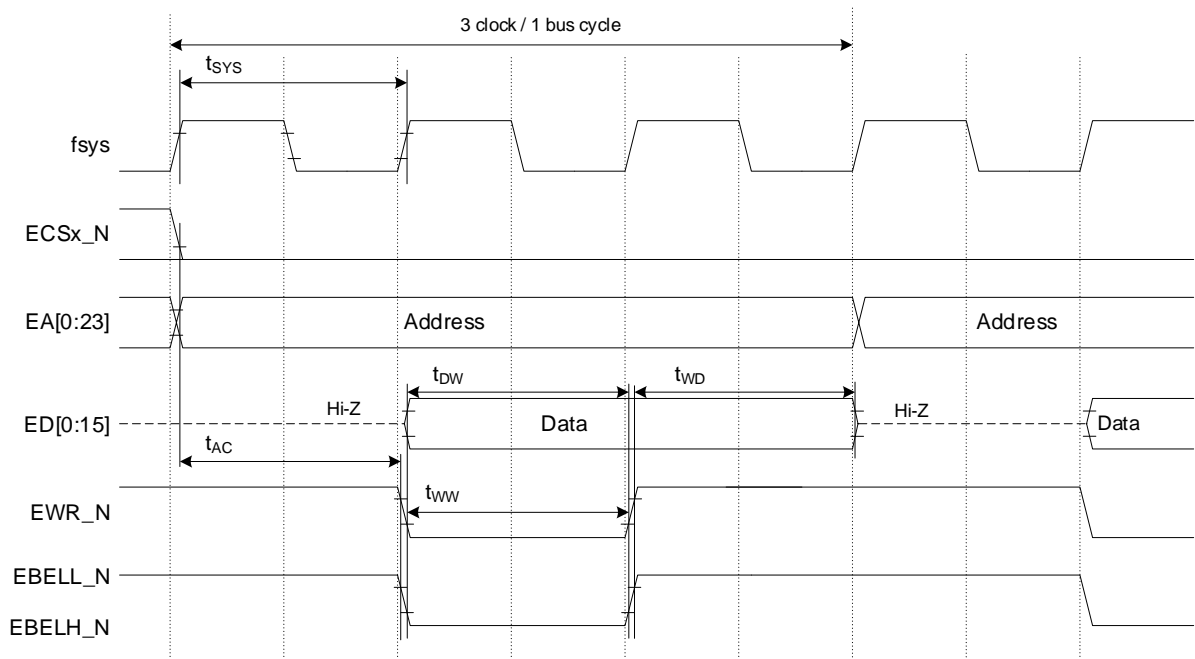 3 clock / 1 bus cycle
tSYS
fsys
ECSx_N
EA[0:23]
Address
Address
tDW
tWD
Hi-Z
Hi-Z
ED[0:15]
Data
Data
tAC
tWW
EWR_N
EBELL_N
EBELH_N